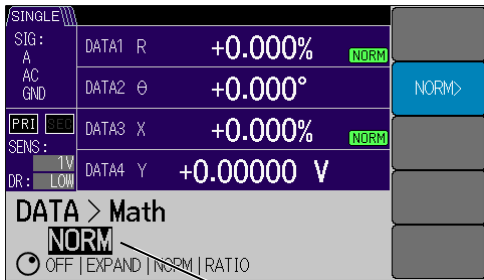 SINGLE
SIG:
A
AC
GND
PRI SEC
SENS:
1V
DR: LOW
DATA1 R +0.000% NORM
DATA2 θ +0.000°
DATA3 X +0.000% NORM
DATA4 Y +0.00000 V
NORM>
DATA > Math
NORM
OFF | EXPAND | NORM | RATIO